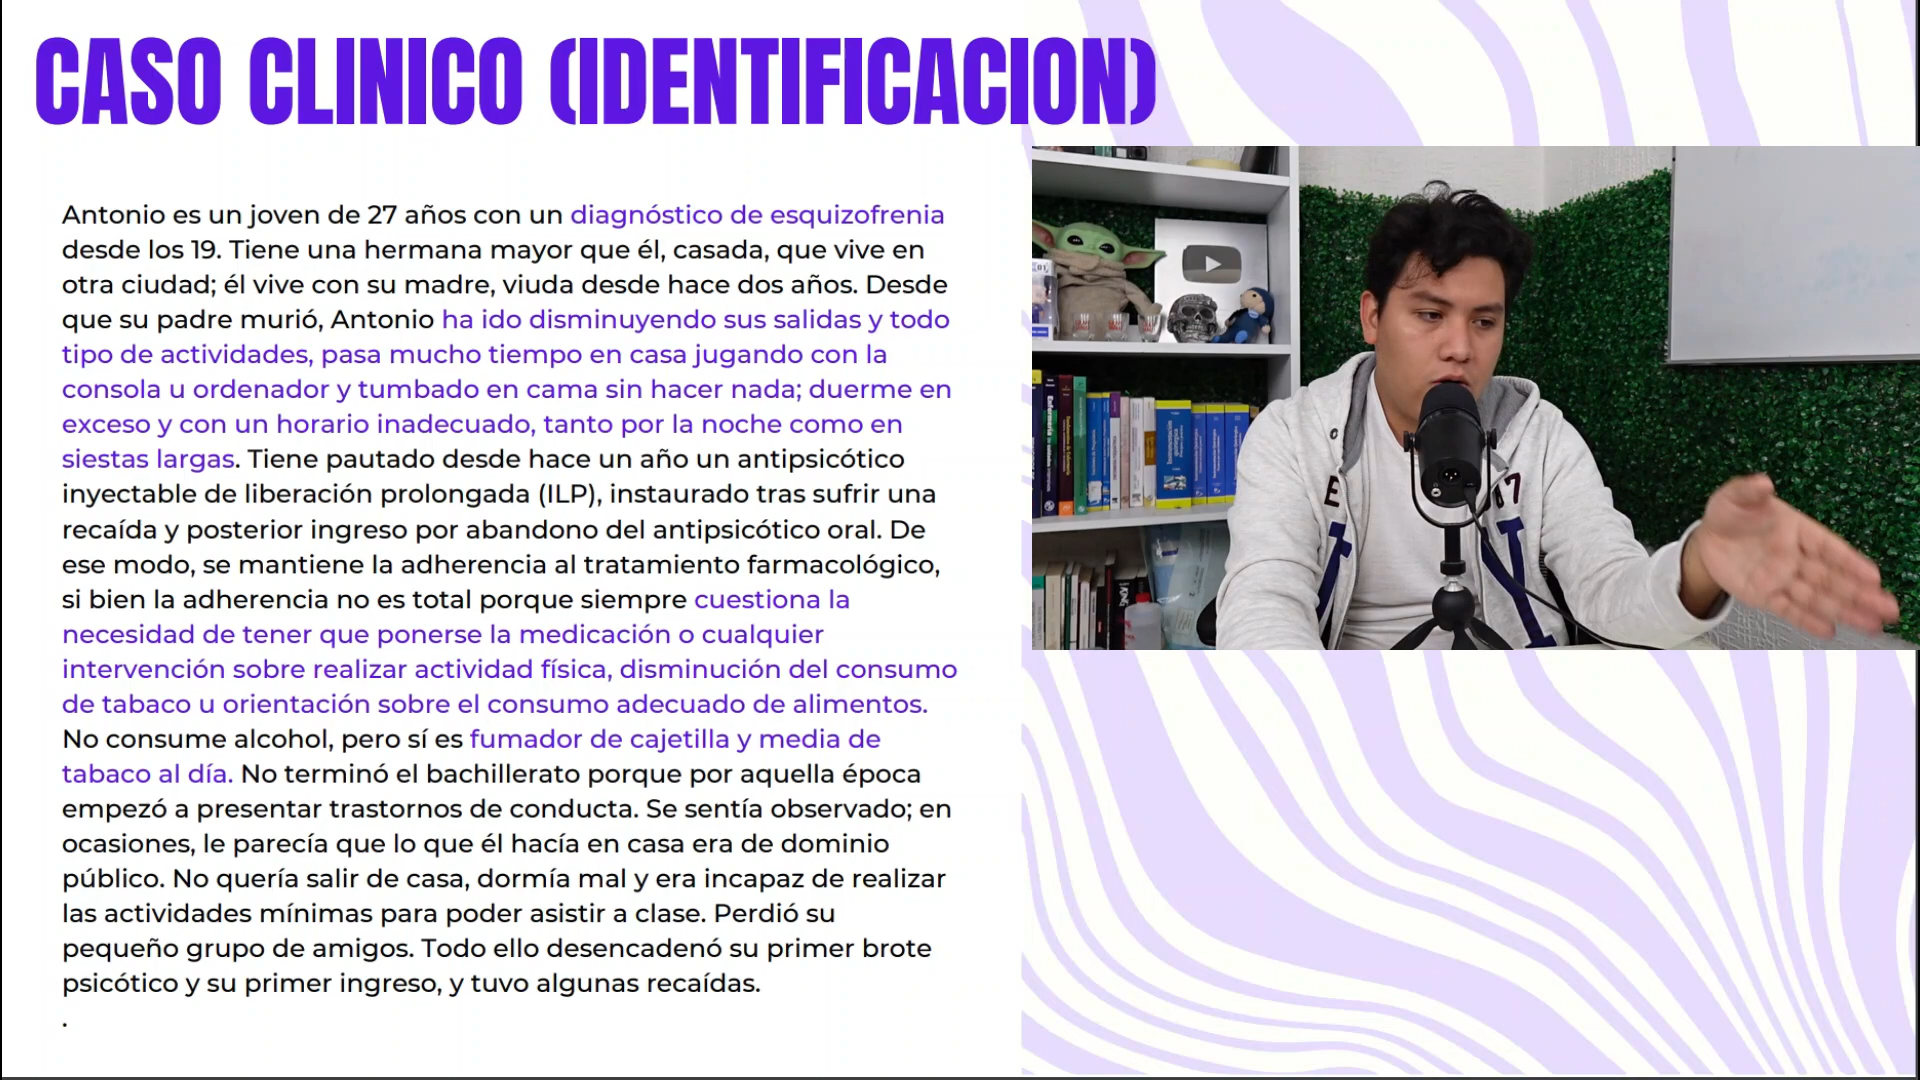 CASO CLINICO (IDENTIFICACION)
Antonio es un joven de 27 años con un diagnóstico de esquizofrenia
desde los 19. Tiene una hermana mayor que él, casada, que vive en
otra ciudad; él vive con su madre, viuda desde hace dos años. Desde
que su padre murió, Antonio ha ido disminuyendo sus salidas y todo
tipo de actividades, pasa mucho tiempo en casa jugando con la
consola u ordenador y tumbado en cama sin hacer nada; duerme en
exceso y con un horario inadecuado, tanto por la noche como en
siestas largas. Tiene pautado desde hace un año un antipsicótico
inyectable de liberación prolongada (ILP), instaurado tras sufrir una
recaída y posterior ingreso por abandono del antipsicótico oral. De
ese modo, se mantiene la adherencia al tratamiento farmacológico,
si bien la adherencia no es total porque siempre cuestiona la
necesidad de tener que ponerse la medicación o cualquier
intervención sobre realizar actividad física, disminución del consumo
de tabaco u orientación sobre el consumo adecuado de alimentos.
No consume alcohol, pero sí es fumador de cajetilla y media de
tabaco al día. No terminó el bachillerato porque por aquella época
empezó a presentar trastornos de conducta. Se sentía observado; en
ocasiones, le parecía que lo que él hacía en casa era de dominio
público. No quería salir de casa, dormía mal y era incapaz de realizar
las actividades mínimas para poder asistir a clase. Perdió su
pequeño grupo de amigos. Todo ello desencadenó su primer brote
psicótico y su primer ingreso, y tuvo algunas recaídas.
.